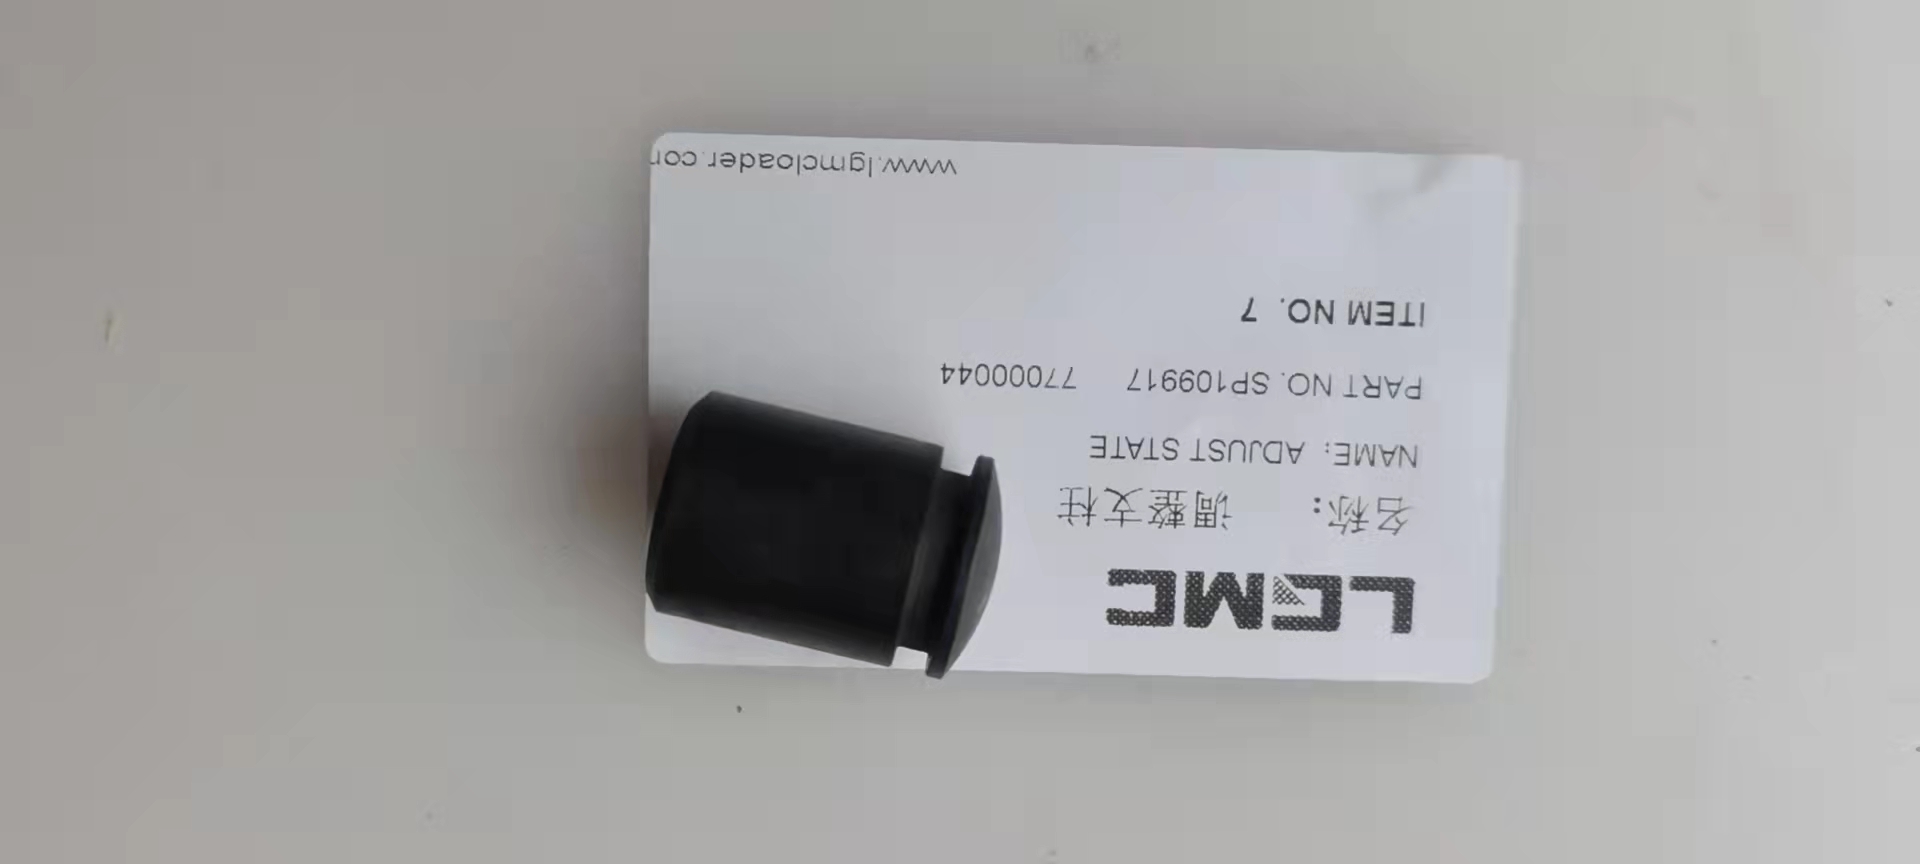 LGMC
名称： 调整支柱
NAME: ADJUST STATE
PART NO. SP109917 77000044
ITEM NO. 7
www.lgmcloader.com